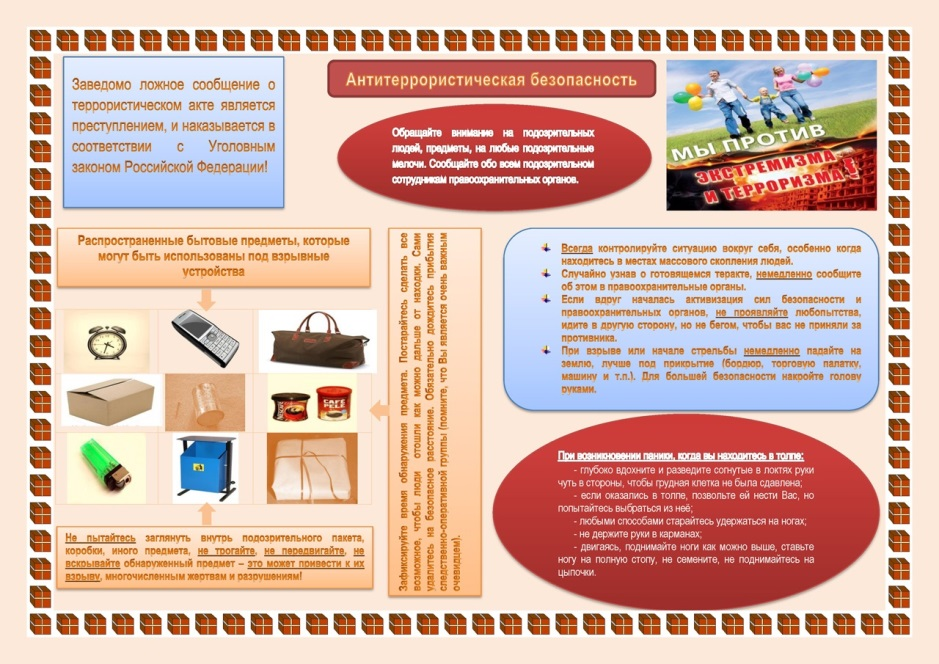 Заведомо ложное сообщение о
террористическом акте является
преступлением, и наказывается в
соответствии с Уголовным
законом Российской Федерации!
Антитеррористическая безопасность
Обращайте внимание на подозрительных
людей, предметы, на любые подозрительные
мелочи. Сообщайте обо всем подозрительном
сотрудникам правоохранительных органов.
МЫ ПРОТИВ
ЭКСТРЕМИЗМА
И ТЕРРОРИЗМА!
Распространенные бытовые предметы, которые
могут быть использованы под взрывные
устройства
CAFE
PELE
Не пытайтесь заглянуть внутрь подозрительного пакета,
коробки, иного предмета, не трогайте, не передвигайте, не
вскрывайте обнаруженный предмет – это может привести к их
взрыву, многочисленным жертвам и разрушениям!
Зафиксируйте время обнаружения предмета. Постарайтесь сделать все
возможное, чтобы люди отошли как можно дальше от находки. Сами
удалитесь на безопасное расстояние. Обязательно дождитесь прибытия
следственно-оперативной группы (помните, что Вы является очень важным
очевидцем).
Всегда контролируйте ситуацию вокруг себя, особенно когда
находитесь в местах массового скопления людей.
Случайно узнав о готовящемся теракте, немедленно сообщите
об этом в правоохранительные органы.
Если вдруг началась активизация сил безопасности и
правоохранительных органов, не проявляйте любопытства,
идите в другую сторону, но не бегом, чтобы вас не приняли за
противника.
При взрыве или начале стрельбы немедленно падайте на
землю, лучше под прикрытие (бордюр, торговую палатку,
машину и т.п.). Для большей безопасности накройте голову
руками.
При возникновении паники, когда вы находитесь в толпе:
- глубоко вдохните и разведите согнутые в локтях руки
чуть в стороны, чтобы грудная клетка не была сдавлена;
- если оказались в толпе, позвольте ей нести Вас, но
попытайтесь выбраться из неё;
- любыми способами старайтесь удержаться на ногах;
- не держите руки в карманах;
- двигаясь, поднимайте ноги как можно выше, ставьте
ногу на полную стопу, не семените, не поднимайтесь на
цыпочки.